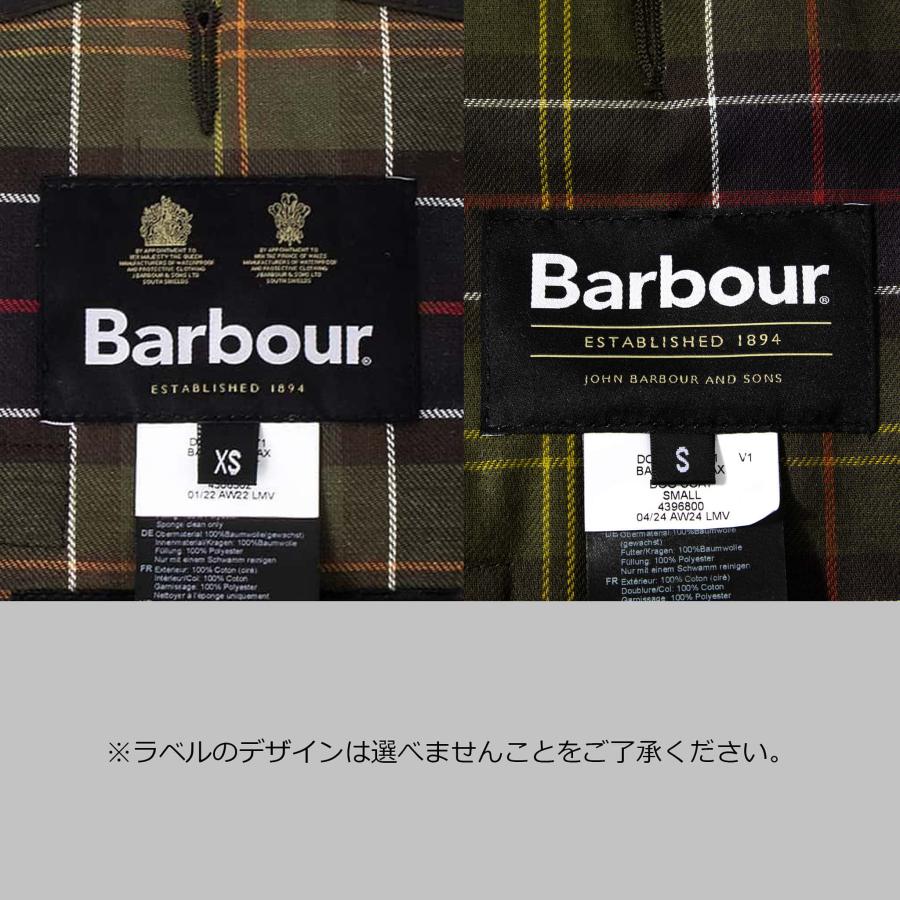 BY APPOINTMENT TO
HER MAJESTY THE QUEEN
MANUFACTURERS OF WATERPROOF
AND PROTECTIVE CLOTHING
J BARBOUR & SONS LTD
SOUTH SHIELDS
BY APPOINTMENT TO
HRH THE PRINCE OF WALES
MANUFACTURERS OF WATERPROOF
AND PROTECTIVE CLOTHING
J BARBOUR & SONS LTD
SOUTH SHIELDS
Barbour®
ESTABLISHED 1894
XS
01/22 AW22 LMV
Sponge clean only
DE Obermaterial: 100%Baumwolle(gewachst)
Innenmaterial/Kragen: 100%Baumwolle
Füllung: 100% Polyester
Nur mit einem Schwamm reinigen
FR Extérieur: 100% Coton (ciré)
Intérieur/Col: 100% Coton
Garnissage: 100% Polyester
Nettoyer à l'éponge uniquement
Barbour®
ESTABLISHED 1894
JOHN BARBOUR AND SONS
S
V1
SMALL
4396800
04/24 AW24 LMV
DE Obermaterial: 100% Baumwolle
(gewachst)
Futter/Kragen: 100% Baumwolle
Füllung: 100% Polyester
Nur mit einem Schwamm reinigen
FR Extérieur: 100% Coton (ciré)
Doublure/Col: 100% Coton
Garnissage: 100% Polyester
※ラベルのデザインは選べませんことをご了承ください。